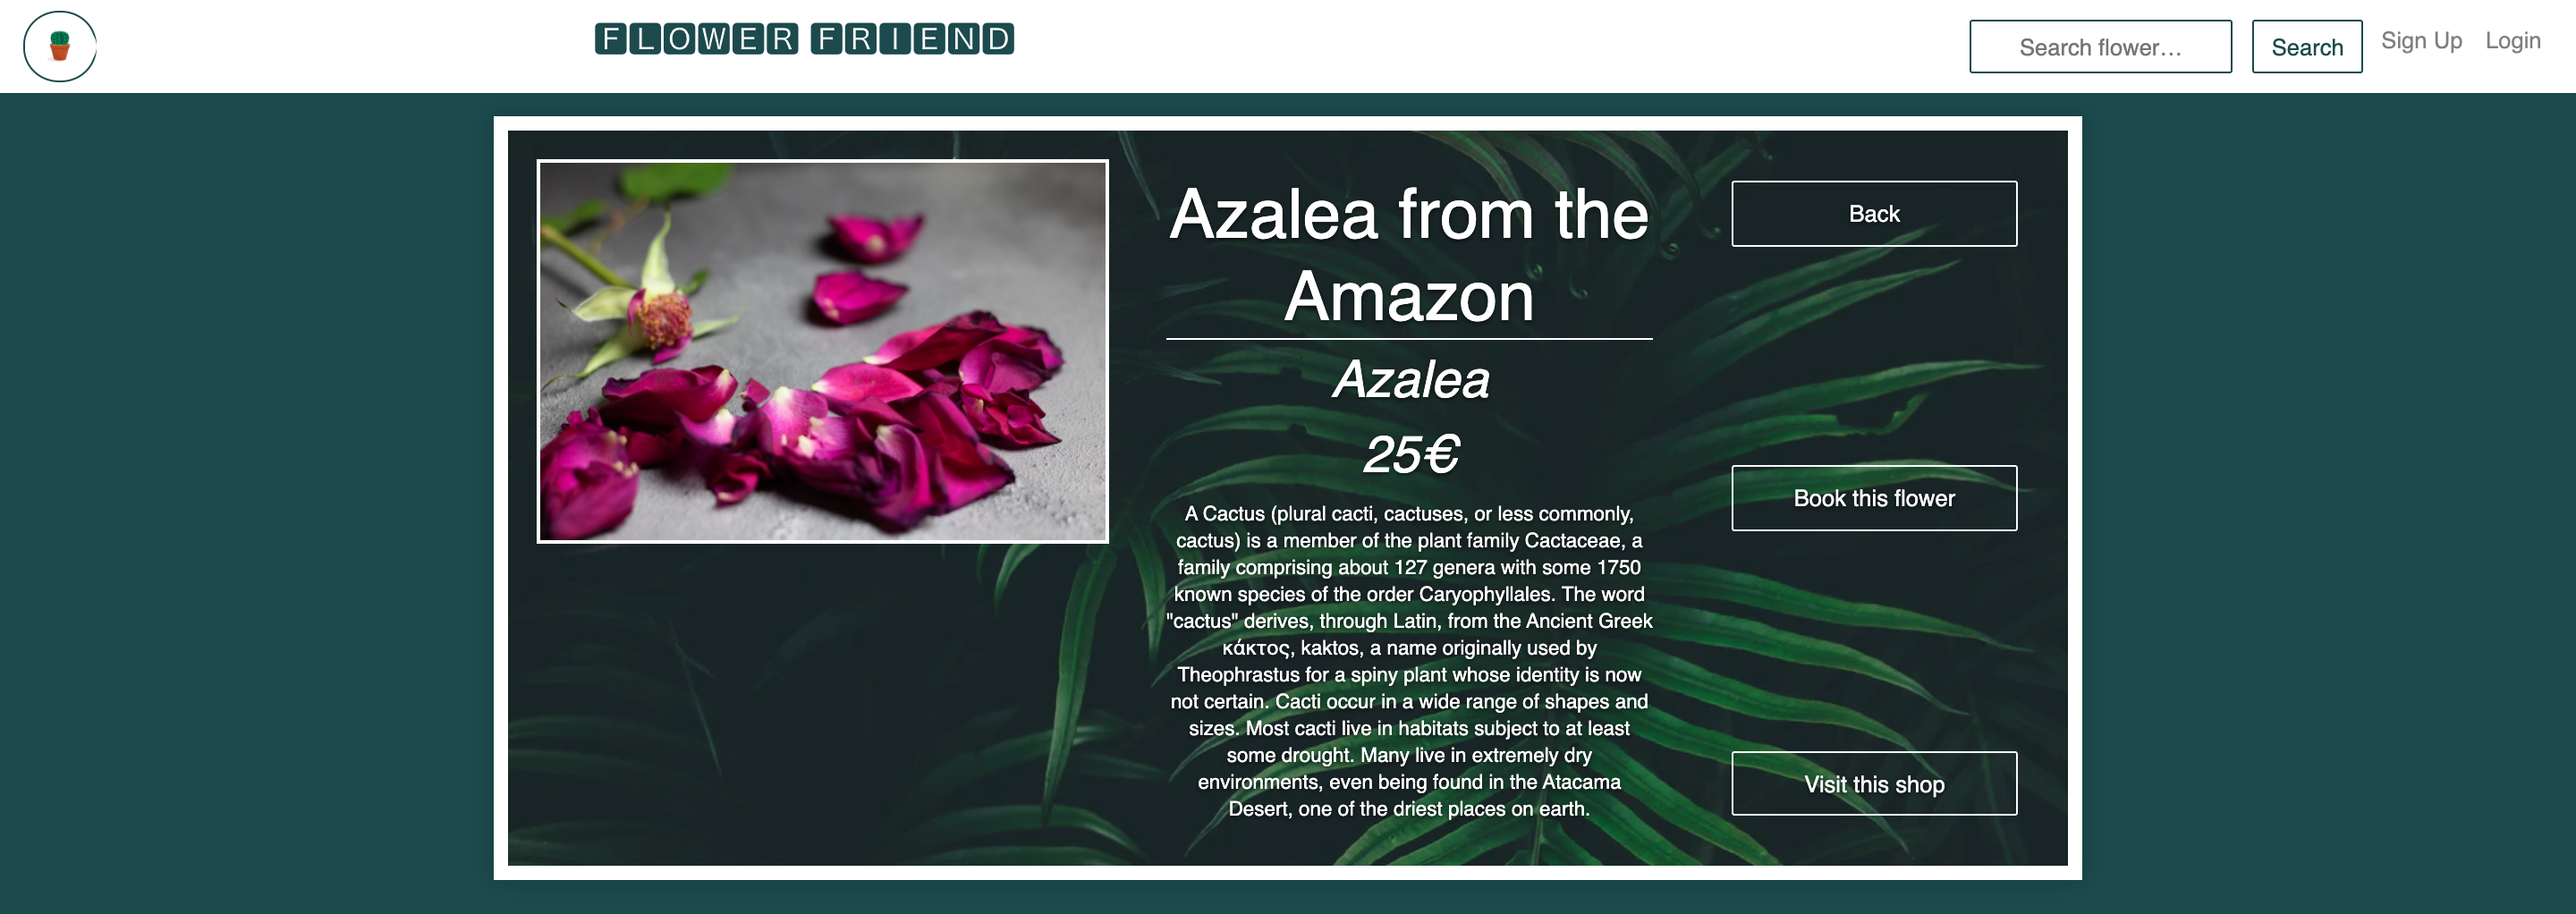 FLOWER FRIEND
Search flower...
Search
Sign Up
Login
Azalea from the
Amazon
Azalea
25€
A Cactus (plural cacti, cactuses, or less commonly,
cactus) is a member of the plant family Cactaceae, a
family comprising about 127 genera with some 1750
known species of the order Caryophyllales. The word
"cactus" derives, through Latin, from the Ancient Greek
κάκτος, kaktos, a name originally used by
Theophrastus for a spiny plant whose identity is now
not certain. Cacti occur in a wide range of shapes and
sizes. Most cacti live in habitats subject to at least
some drought. Many live in extremely dry
environments, even being found in the Atacama
Desert, one of the driest places on earth.
Back
Book this flower
Visit this shop